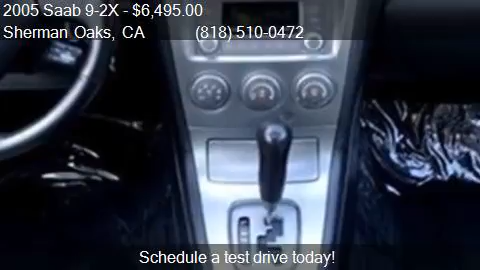 2005 Saab 9-2X - $6,495.00
Sherman Oaks, CA (818) 510-0472
Schedule a test drive today!